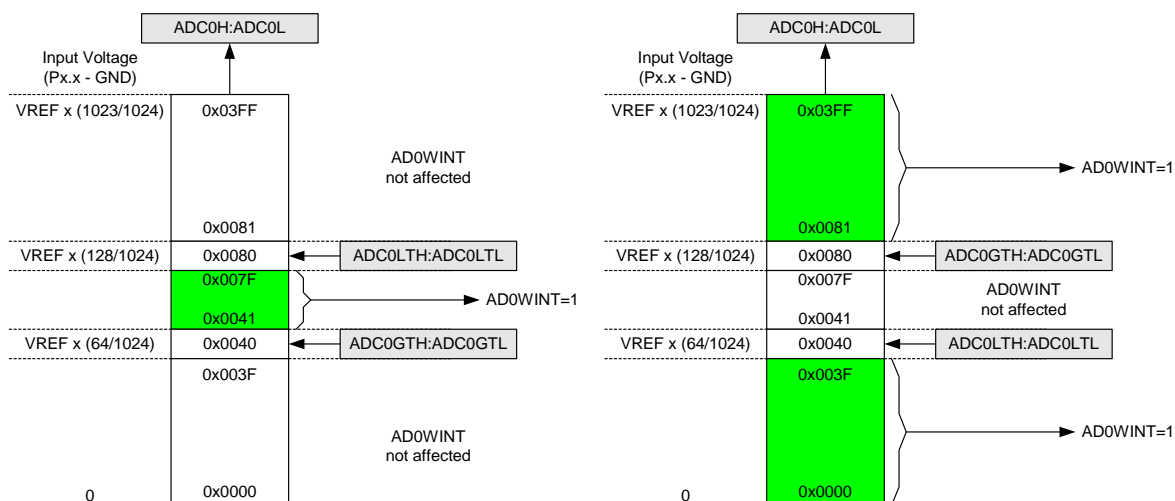 ADC0H:ADC0L
Input Voltage
(Px.x - GND)
VREF x (1023/1024)
0x03FF
AD0WINT
not affected
0x0081
VREF x (128/1024)
0x0080
ADC0LTH:ADC0LTL
0x007F
AD0WINT=1
0x0041
VREF x (64/1024)
0x0040
ADC0GTH:ADC0GTL
0x003F
AD0WINT
not affected
0
0x0000
ADC0H:ADC0L
Input Voltage
(Px.x - GND)
VREF x (1023/1024)
0x03FF
AD0WINT=1
0x0081
VREF x (128/1024)
0x0080
ADC0GTH:ADC0GTL
0x007F
AD0WINT
not affected
0x0041
VREF x (64/1024)
0x0040
ADC0LTH:ADC0LTL
0x003F
AD0WINT=1
0
0x0000